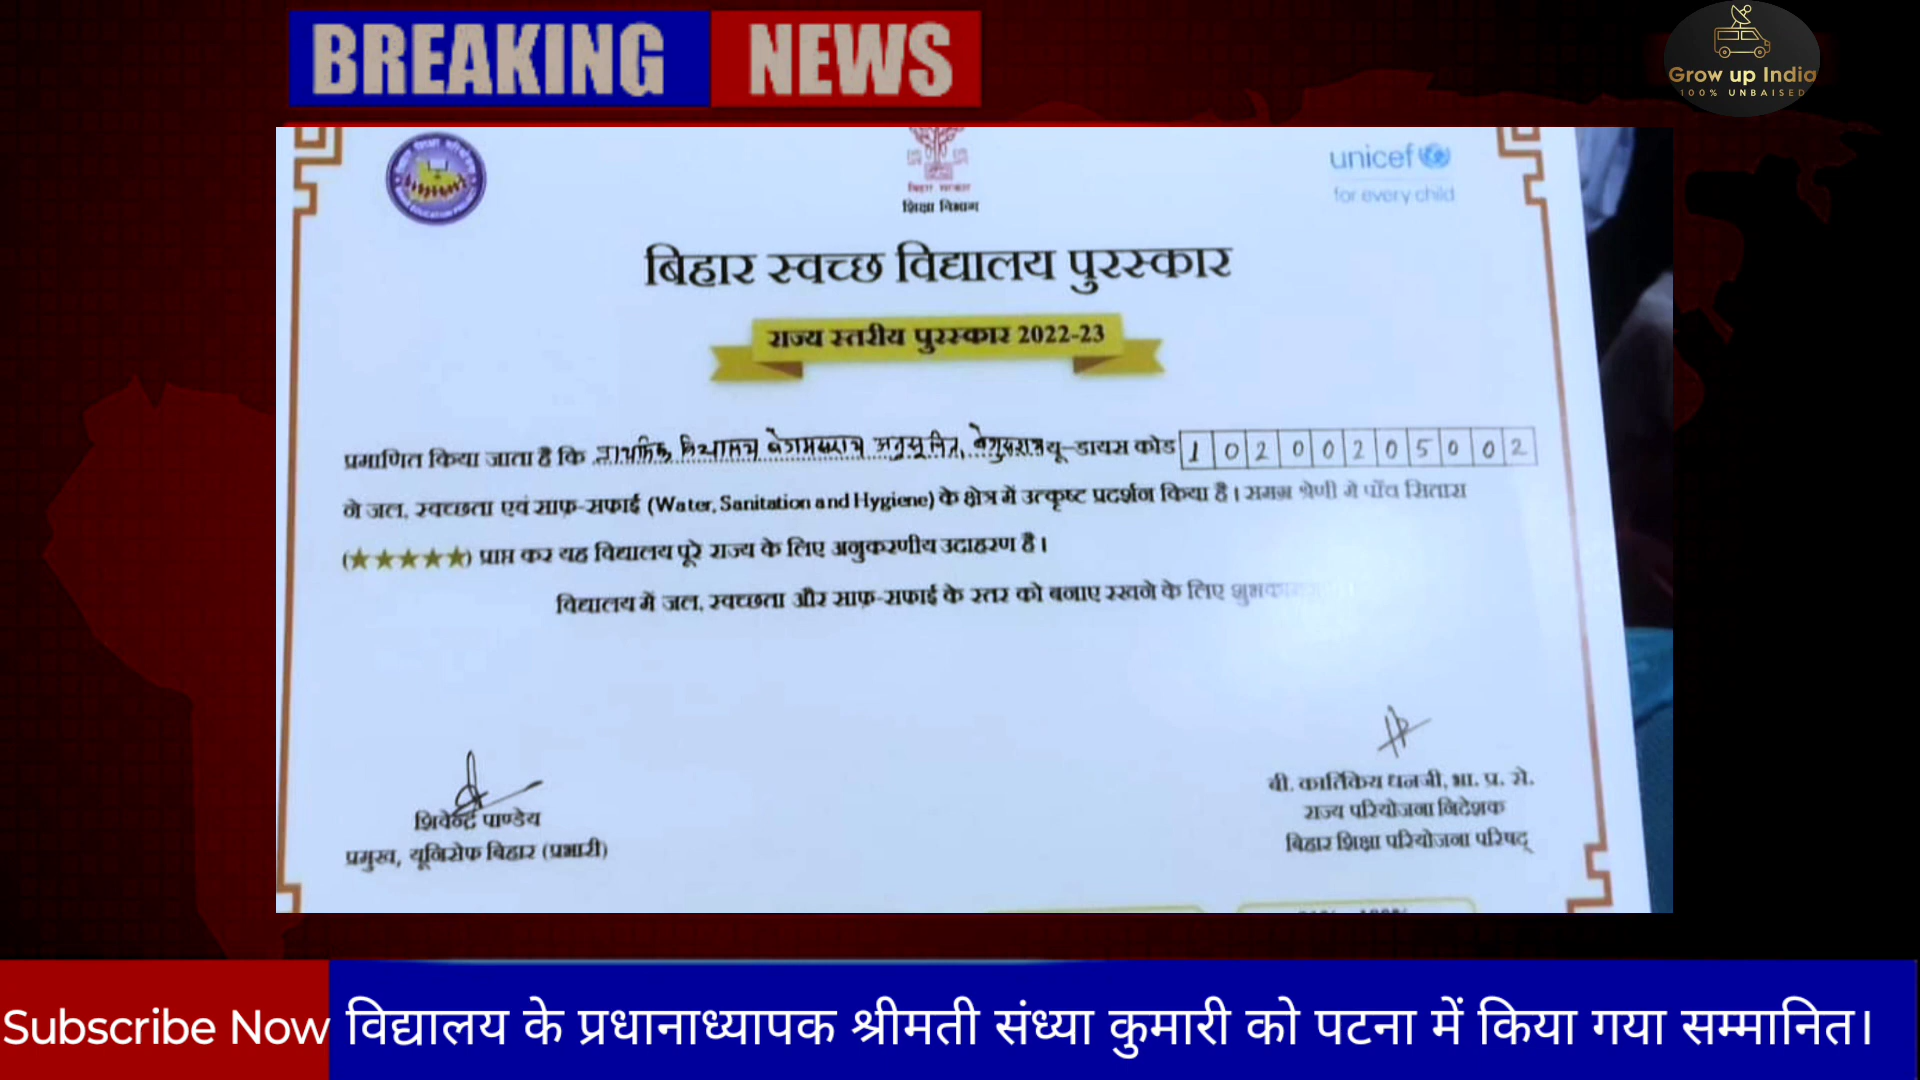 BREAKING NEWS
Grow up India
100% UNBAISED
unicef
for every child
बिहार सरकार
शिक्षा विभाग
बिहार स्वच्छ विद्यालय पुरस्कार
राज्य स्तरीय पुरस्कार 2022-23
प्रमाणित किया जाता है कि यू-डायस कोड 1 0 2 0 0 2 0 5 0 0 2
ने जल, स्वच्छता एवं साफ़-सफाई (Water, Sanitation and Hygiene) के क्षेत्र में उत्कृष्ट प्रदर्शन किया है। समग्र श्रेणी में पाँच सितारा
(★★★★★) प्राप्त कर यह विद्यालय पूरे राज्य के लिए अनुकरणीय उदाहरण है।
विद्यालय में जल, स्वच्छता और साफ़-सफाई के स्तर को बनाए रखने के लिए
शिवेन्द्र पाण्डेय
प्रमुख, यूनिसेफ बिहार (प्रभारी)
बी. कार्तिकेय धनजी, भा. प्र. से.
राज्य परियोजना निदेशक
बिहार शिक्षा परियोजना परिषद्
Subscribe Now विद्यालय के प्रधानाध्यापक श्रीमती संध्या कुमारी को पटना में किया गया सम्मानित।